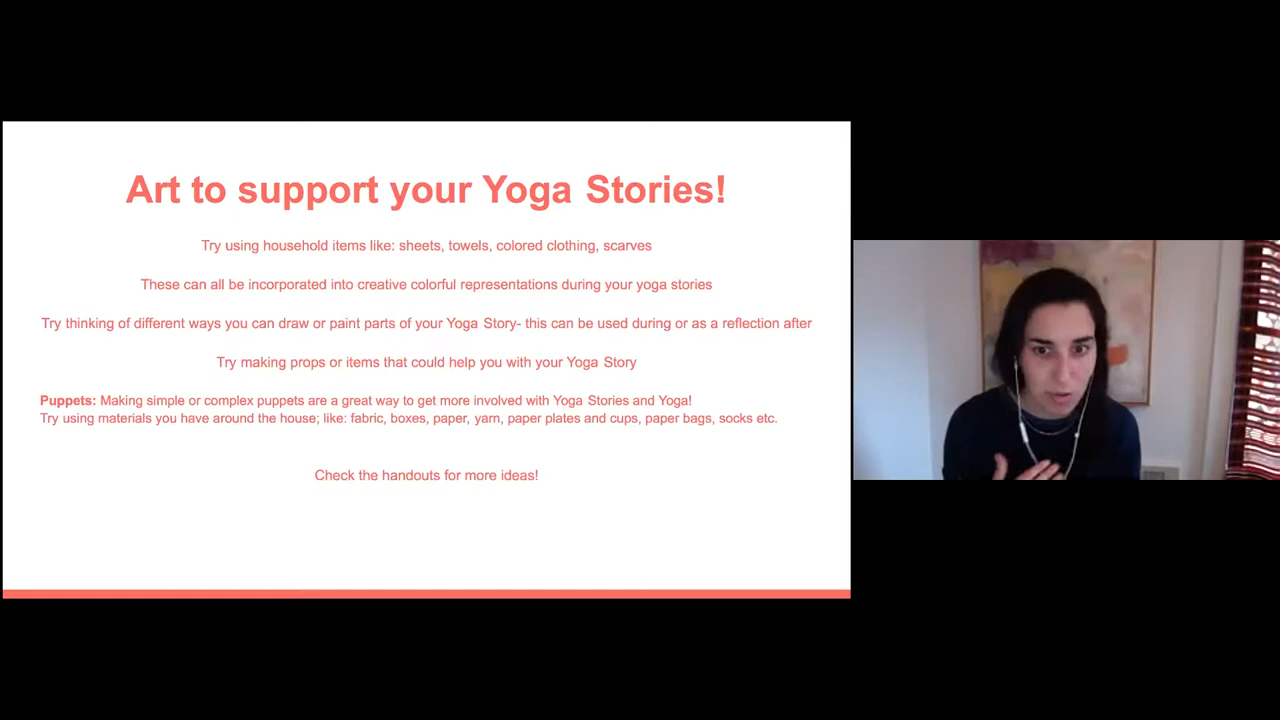 Art to support your Yoga Stories!
Try using household items like: sheets, towels, colored clothing, scarves
These can all be incorporated into creative colorful representations during your yoga stories
Try thinking of different ways you can draw or paint parts of your Yoga Story- this can be used during or as a reflection after
Try making props or items that could help you with your Yoga Story
Puppets: Making simple or complex puppets are a great way to get more involved with Yoga Stories and Yoga!
Try using materials you have around the house; like: fabric, boxes, paper, yarn, paper plates and cups, paper bags, socks etc.
Check the handouts for more ideas!